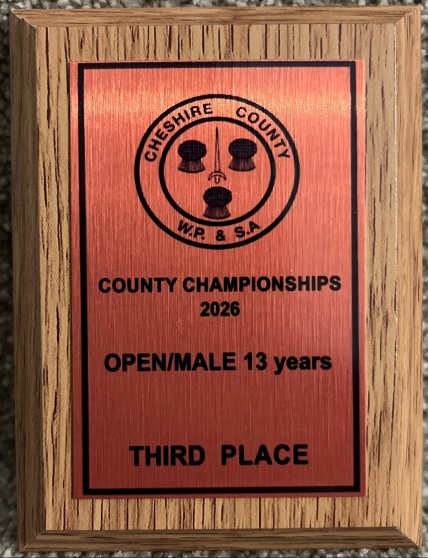 CHESHIRE COUNTY
W.P. & S.A
COUNTY CHAMPIONSHIPS
2026
OPEN/MALE 13 years
THIRD PLACE